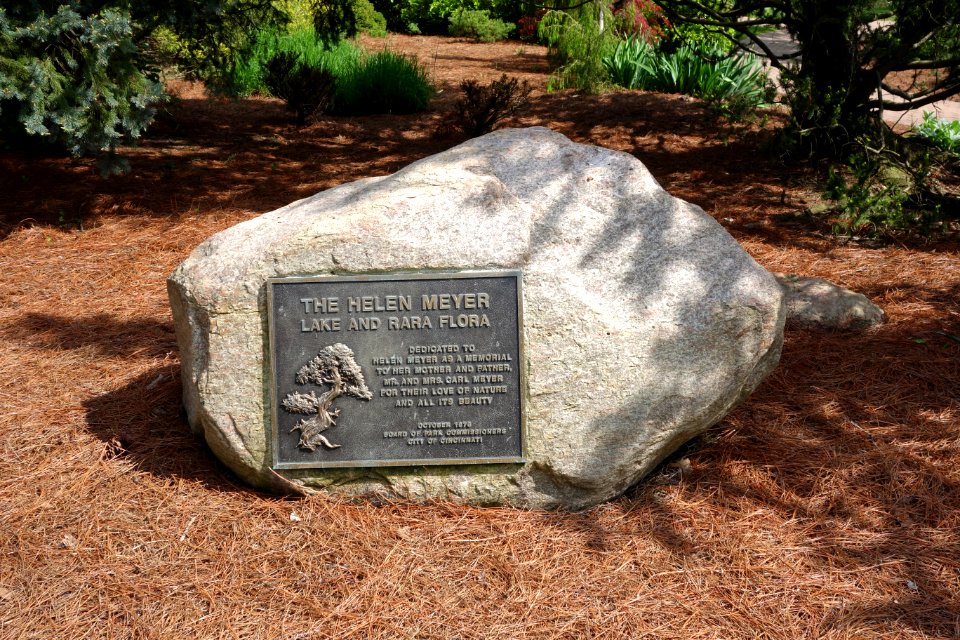 THE HELEN MEYER
LAKE AND RARA FLORA
DEDICATED TO
HELEN MEYER AS A MEMORIAL
TO HER MOTHER AND FATHER,
MR. AND MRS. CARL MEYER
FOR THEIR LOVE OF NATURE
AND ALL ITS BEAUTY
OCTOBER
BOARD OF PARK COMMISSIONERS
CITY OF CINCINNATI